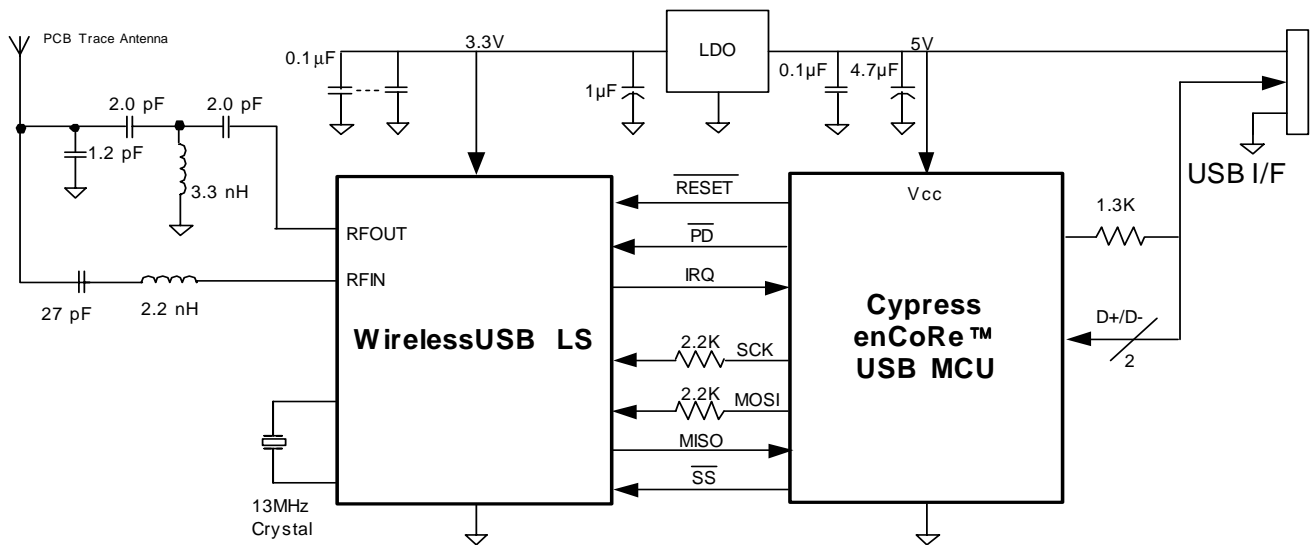 PCB Trace Antenna
0.1µF
3.3V
1µF
LDO
0.1µF
4.7µF
5V
2.0 pF
2.0 pF
1.2 pF
3.3 nH
27 pF
2.2 nH
RFOUT
RFIN
WirelessUSB LS
13MHz
Crystal
RESET
PD
IRQ
2.2K
SCK
2.2K
MOSI
MISO
SS
Vcc
Cypress
enCoRe™
USB MCU
1.3K
D+/D-
2
USB I/F